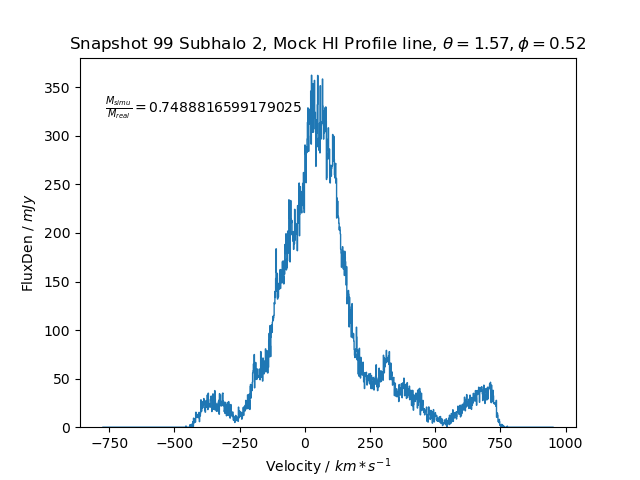 Snapshot 99 Subhalo 2, Mock HI Profile line, θ = 1.57, ϕ = 0.52
M_simu/M_real = 0.7488816599179025
350
300
250
200
150
100
50
0
FluxDen / mJy
−750 −500 −250 0 250 500 750 1000
Velocity / km * s^−1